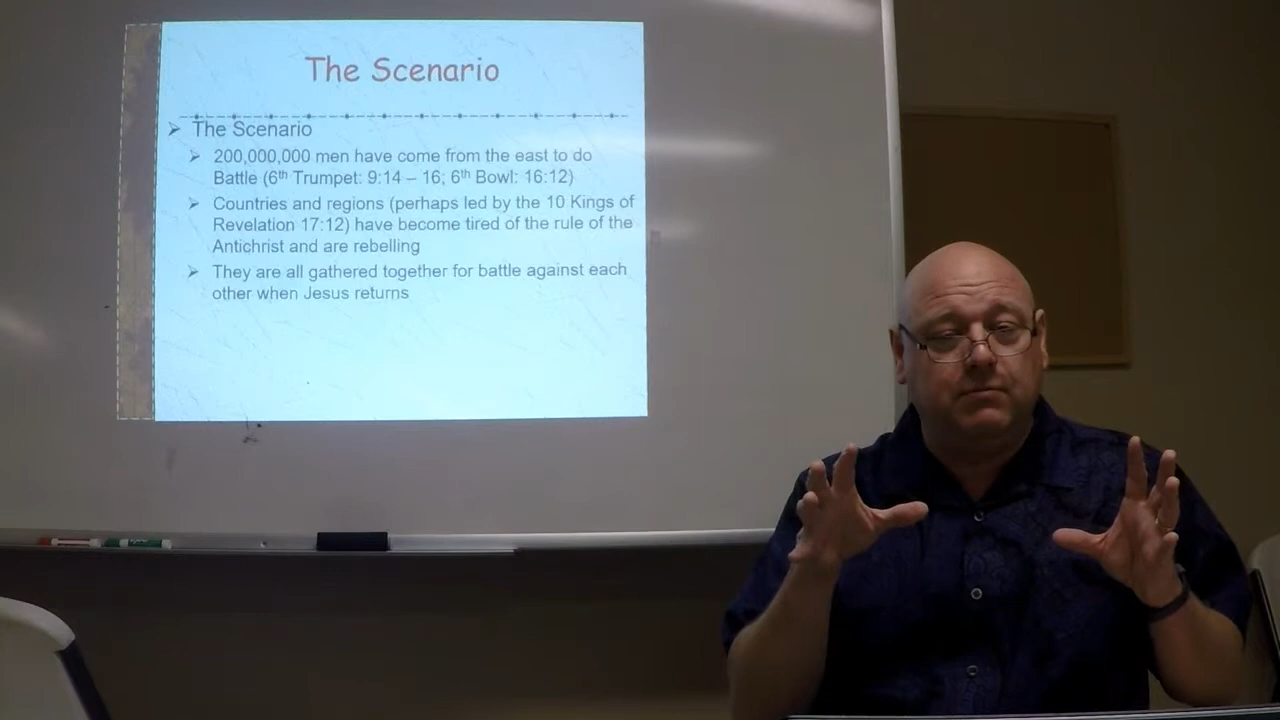 The Scenario
The Scenario
200,000,000 men have come from the east to do
Battle (6th Trumpet: 9:14 – 16; 6th Bowl: 16:12)
Countries and regions (perhaps led by the 10 Kings of
Revelation 17:12) have become tired of the rule of the
Antichrist and are rebelling
They are all gathered together for battle against each
other when Jesus returns